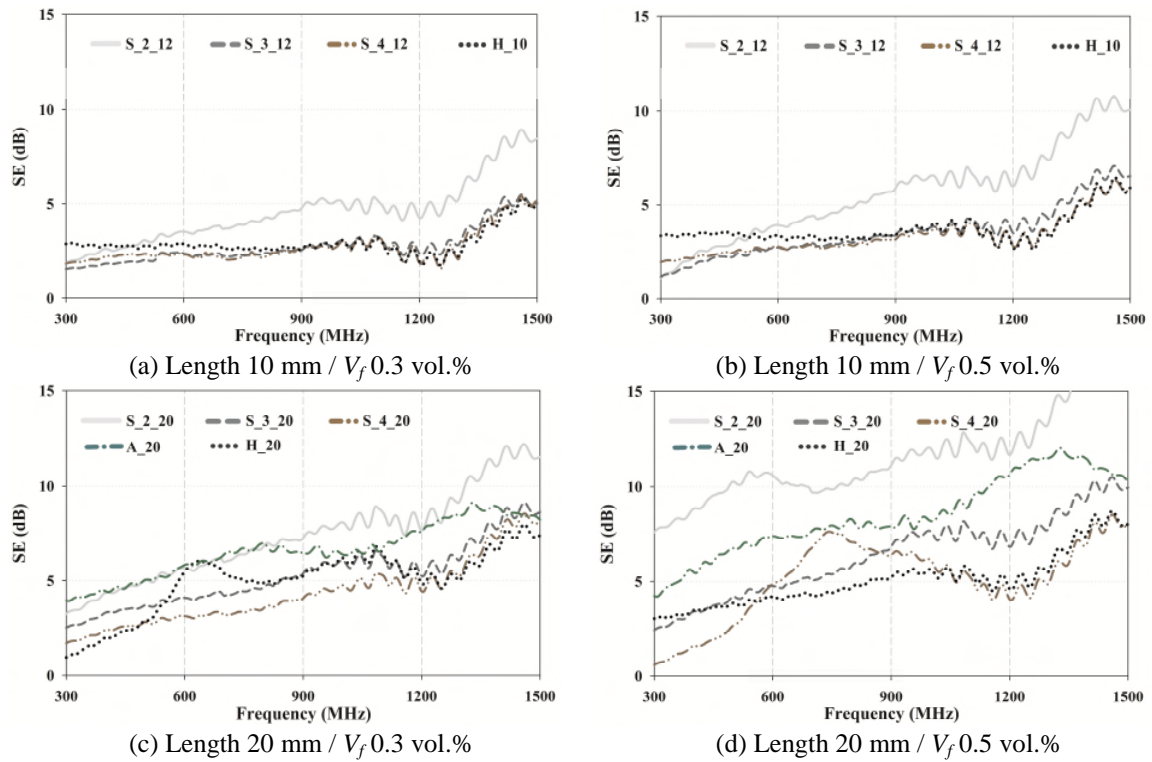 15
S_2_12 S_3_12 S_4_12 H_10
10
SE (dB)
5
0
300 600 900 1200 1500
Frequency (MHz)
(a) Length 10 mm / Vf 0.3 vol.%
15
S_2_12 S_3_12 S_4_12 H_10
10
SE (dB)
5
0
300 600 900 1200 1500
Frequency (MHz)
(b) Length 10 mm / Vf 0.5 vol.%
15
S_2_20 S_3_20 S_4_20
A_20 H_20
10
SE (dB)
5
0
300 600 900 1200 1500
Frequency (MHz)
(c) Length 20 mm / Vf 0.3 vol.%
15
S_2_20 S_3_20 S_4_20
A_20 H_20
10
SE (dB)
5
0
300 600 900 1200 1500
Frequency (MHz)
(d) Length 20 mm / Vf 0.5 vol.%